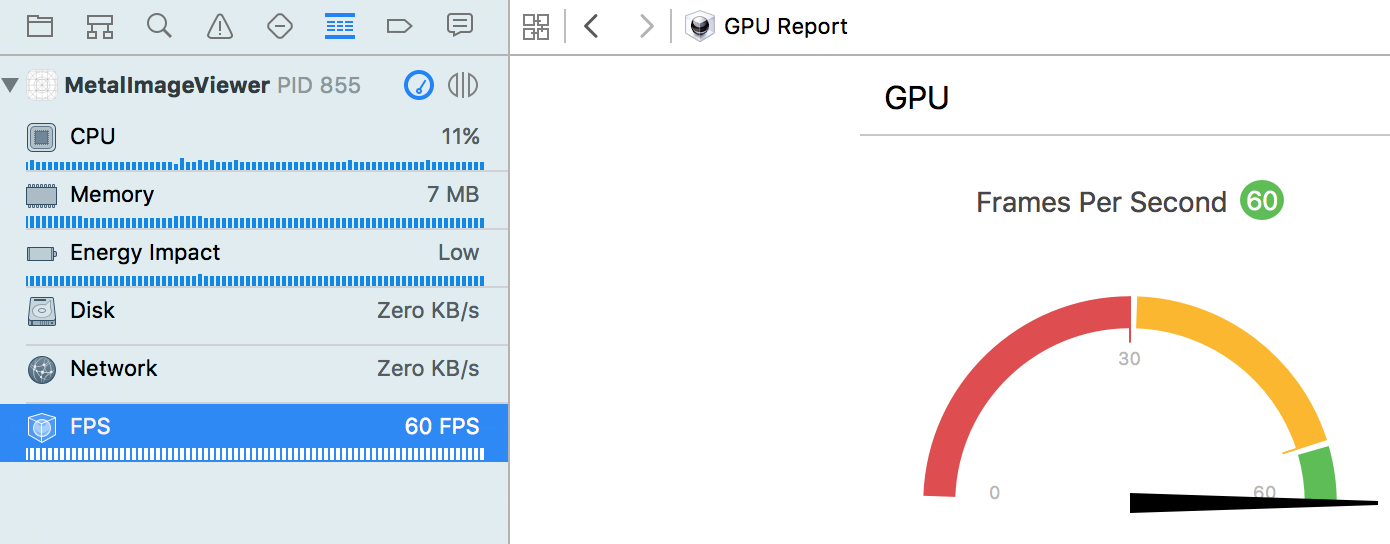 GPU Report
MetalImageViewer PID 855
CPU 11%
Memory 7 MB
Energy Impact Low
Disk Zero KB/s
Network Zero KB/s
FPS 60 FPS
GPU
Frames Per Second 60
30
0
60